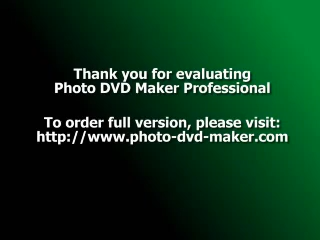 Thank you for evaluating
Photo DVD Maker Professional
To order full version, please visit:
http://www.photo-dvd-maker.com